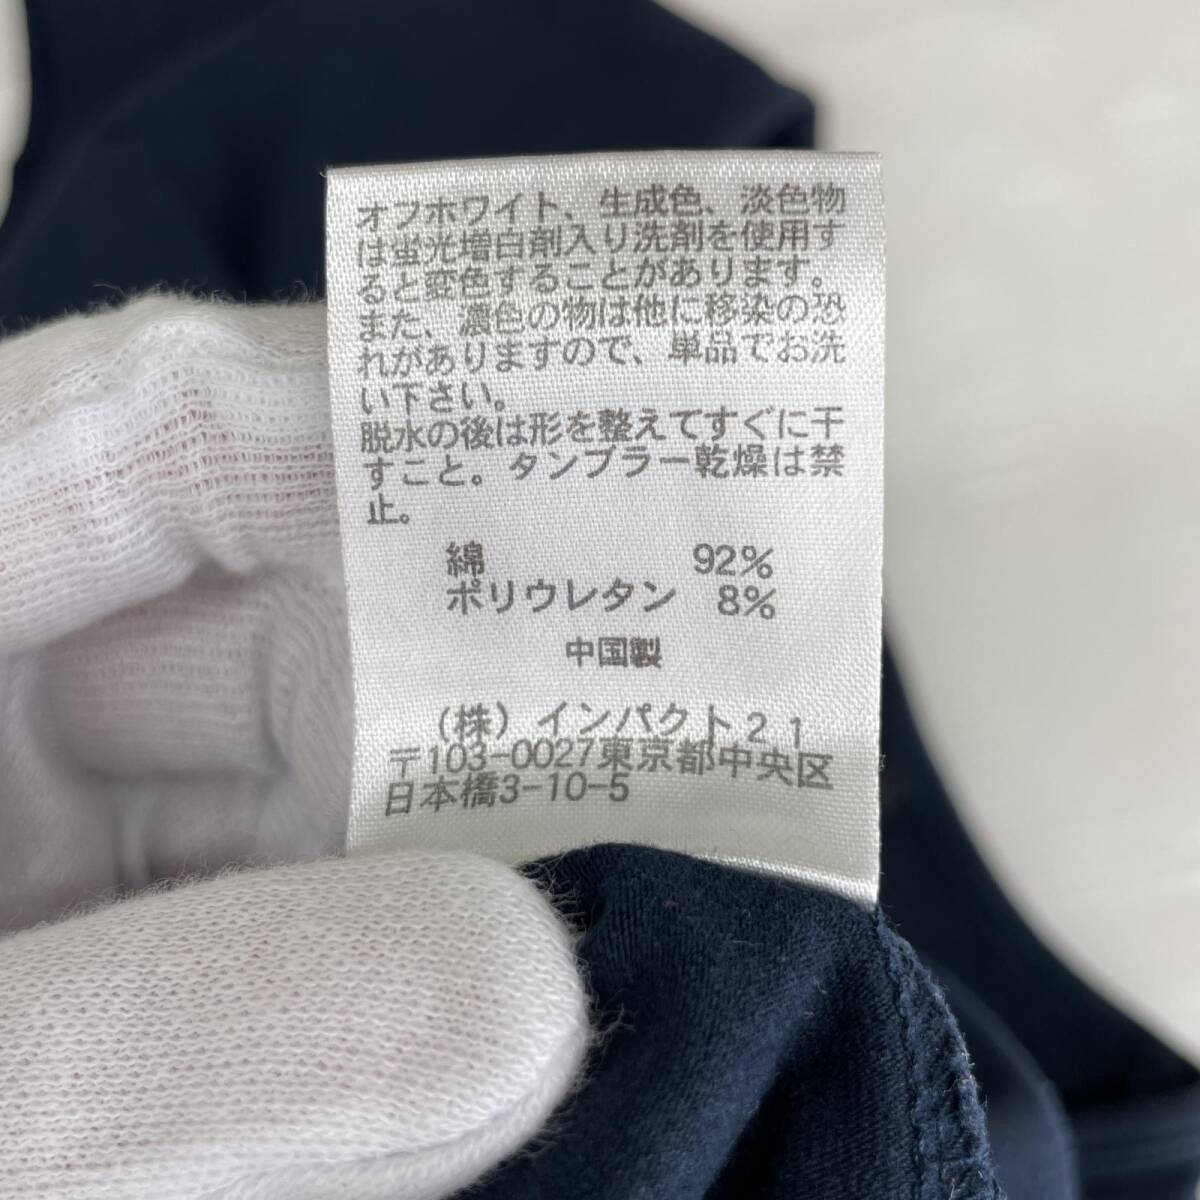 オフホワイト、生成色、淡色物
は蛍光増白剤入り洗剤を使用す
ると変色することがあります。
また、濃色の物は他に移染の恐
れがありますので、単品でお洗
い下さい。
脱水の後は形を整えてすぐに干
すこと。タンブラー乾燥は禁
止。
綿 92%
ポリウレタン 8%
中国製
(株)インパクト21
〒103-0027東京都中央区
日本橋3-10-5